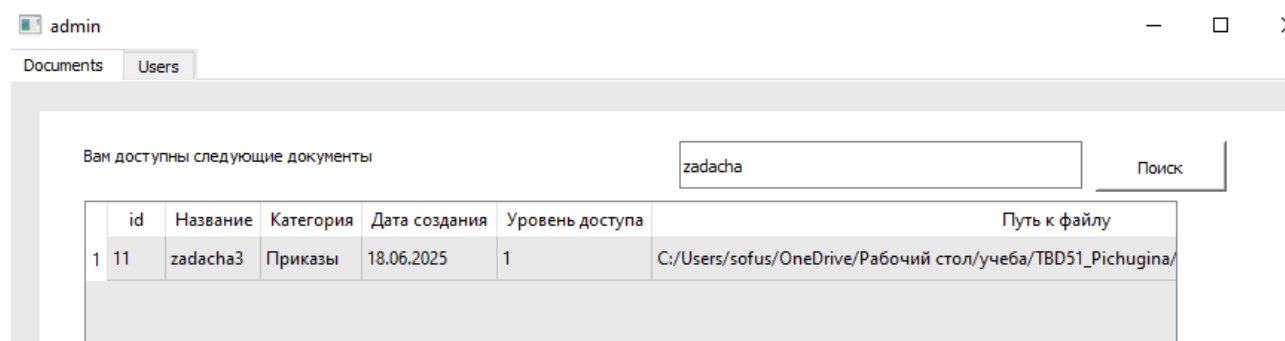 admin
Documents Users
Вам доступны следующие документы zadacha Поиск
id Название Категория Дата создания Уровень доступа Путь к файлу
1 11 zadacha3 Приказы 18.06.2025 1 C:/Users/sofus/OneDrive/Рабочий стол/учеба/TBD51_Pichugina/